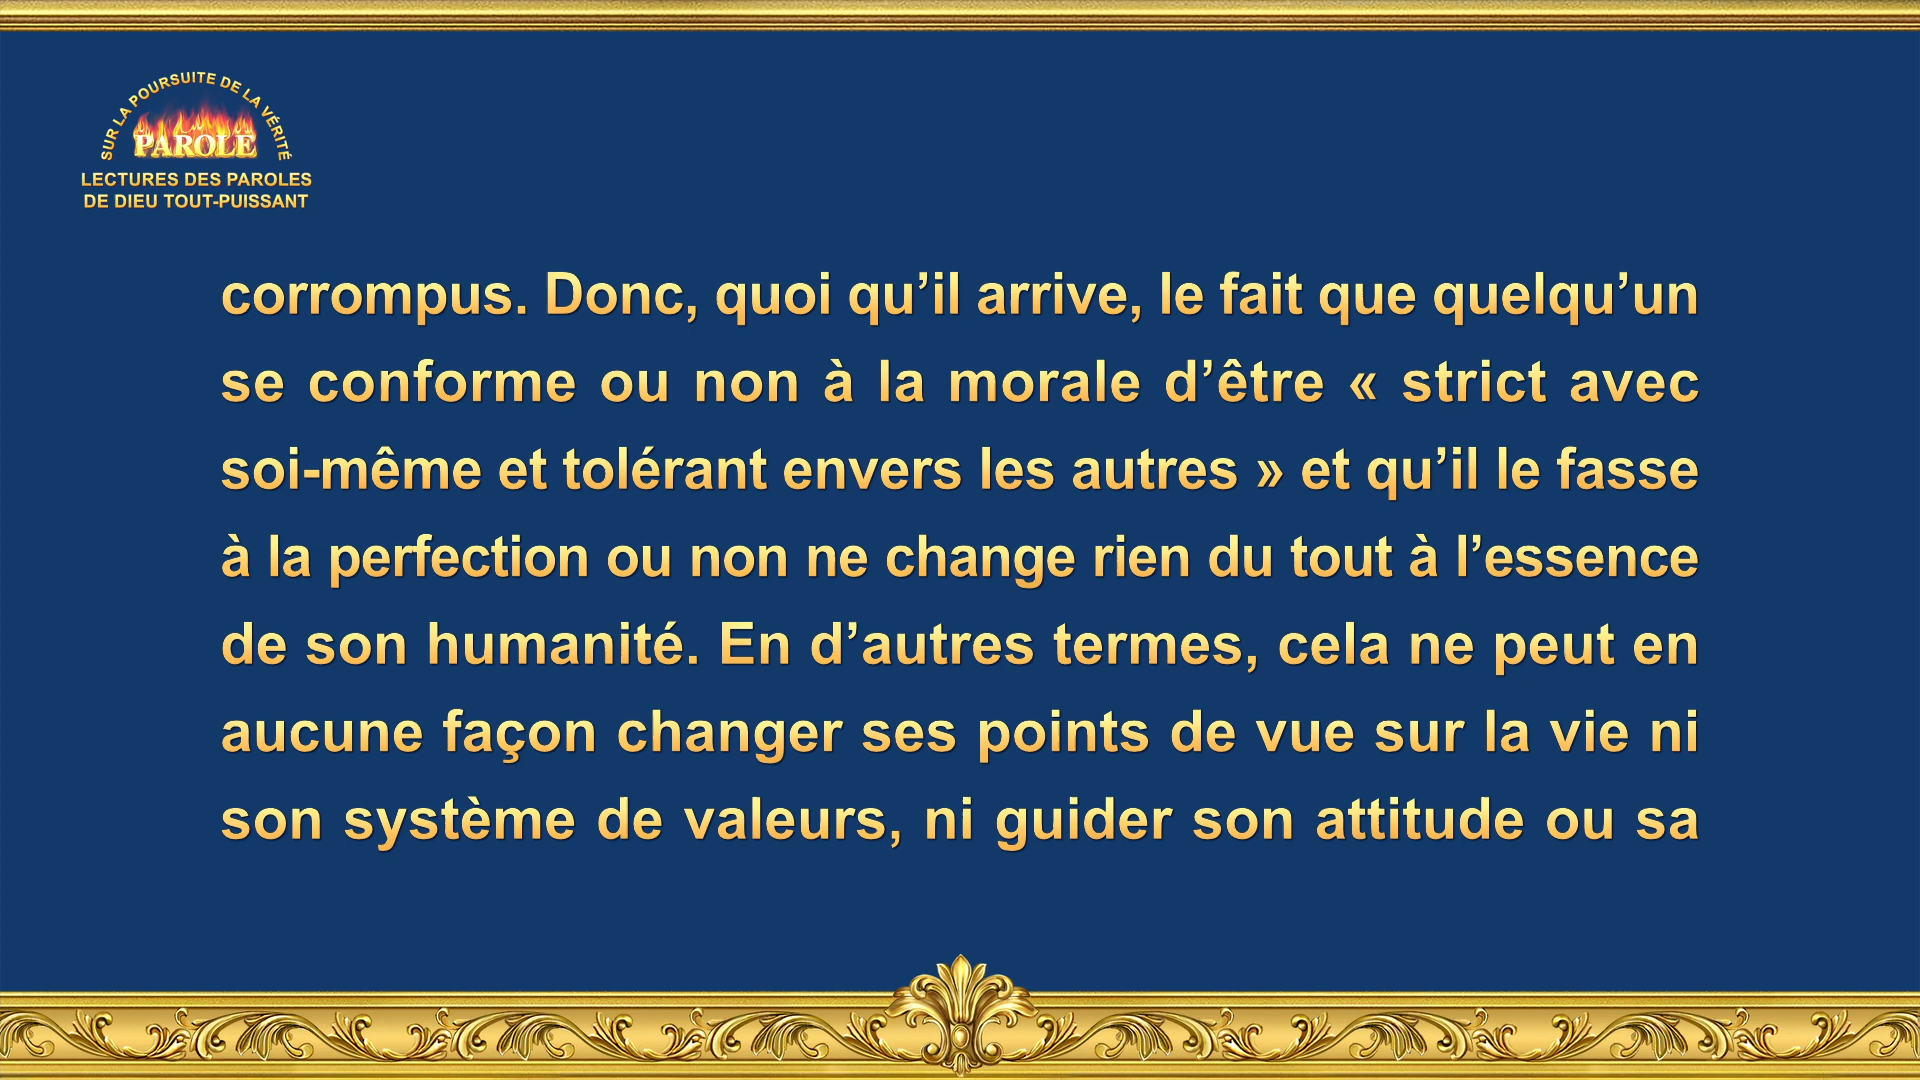 SUR LA POURSUITE DE LA VÉRITÉ
PAROLE
LECTURES DES PAROLES
DE DIEU TOUT-PUISSANT
corrompus. Donc, quoi qu’il arrive, le fait que quelqu’un
se conforme ou non à la morale d’être « strict avec
soi-même et tolérant envers les autres » et qu’il le fasse
à la perfection ou non ne change rien du tout à l’essence
de son humanité. En d’autres termes, cela ne peut en
aucune façon changer ses points de vue sur la vie ni
son système de valeurs, ni guider son attitude ou sa